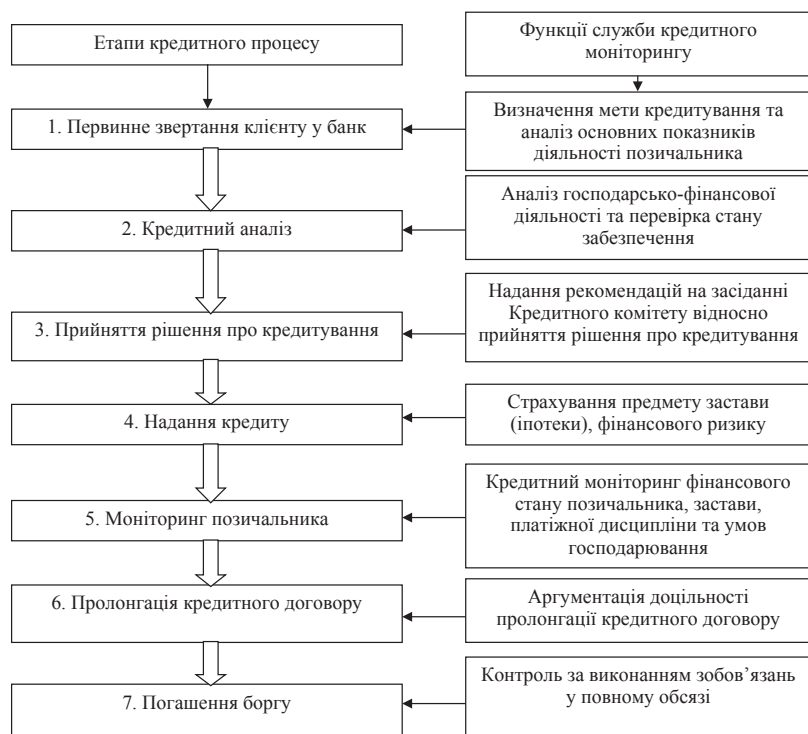 Етапи кредитного процесу
Функції служби кредитного
моніторингу
1. Первинне звертання клієнту у банк
Визначення мети кредитування та
аналіз основних показників
діяльності позичальника
2. Кредитний аналіз
Аналіз господарсько-фінансової
діяльності та перевірка стану
забезпечення
3. Прийняття рішення про кредитування
Надання рекомендацій на засіданні
Кредитного комітету відносно
прийняття рішення про кредитування
4. Надання кредиту
Страхування предмету застави
(іпотеки), фінансового ризику
5. Моніторинг позичальника
Кредитний моніторинг фінансового
стану позичальника, застави,
платіжної дисципліни та умов
господарювання
6. Пролонгація кредитного договору
Аргументація доцільності
пролонгації кредитного договору
7. Погашення боргу
Контроль за виконанням зобов’язань
у повному обсязі